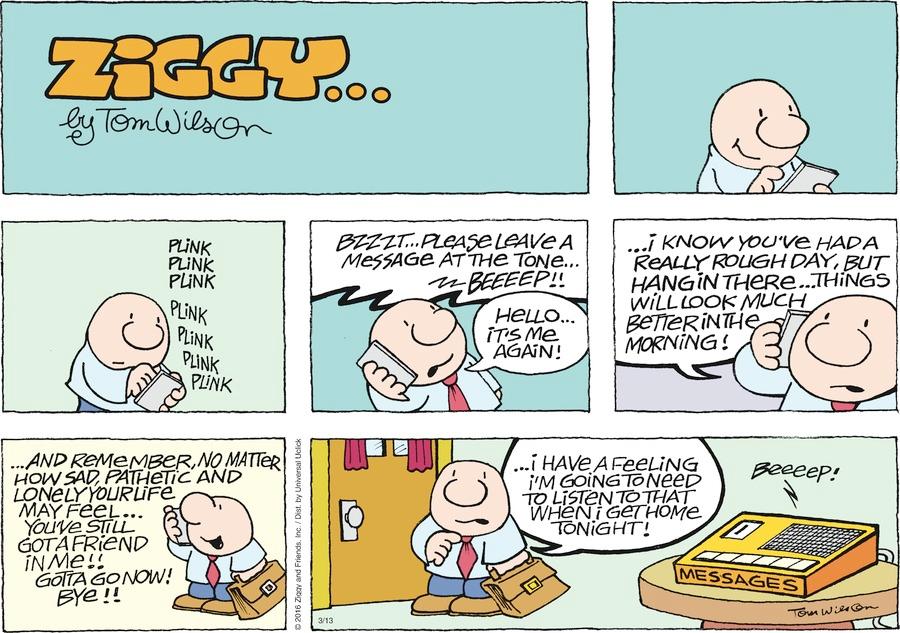 ZiGGY...
by Tom Wilson
PLiNK
PLiNK
PLiNK
PLiNK
PLiNK
PLiNK
PLiNK
BZZZT...PLEASE LEAVE A
MESSAGE AT THE TONE...
BEEEEP!!
HELLO...
iT'S ME
AGAiN!
...i KNOW YOU'VE HAD A
REALLY ROUGH DAY, BUT
HANG iN THERE...THiNGS
WiLL LOOK MUCH
BETTER iN THE
MORNiNG!
...AND REMEMBER, NO MATTER
HOW SAD, PATHETiC AND
LONELY YOUR LiFE
MAY FEEL...
YOU'VE STiLL
GOT A FRiEND
iN ME!!
GOTTA GO NOW!
BYE!!
© 2016 Ziggy and Friends, Inc. / Dist. by Universal Uclick
3/13
...i HAVE A FEELiNG
i'M GOiNG TO NEED
TO LiSTEN TO THAT
WHEN i GET HOME
TONiGHT!
BEEEEP!
MESSAGES
Tom Wilson